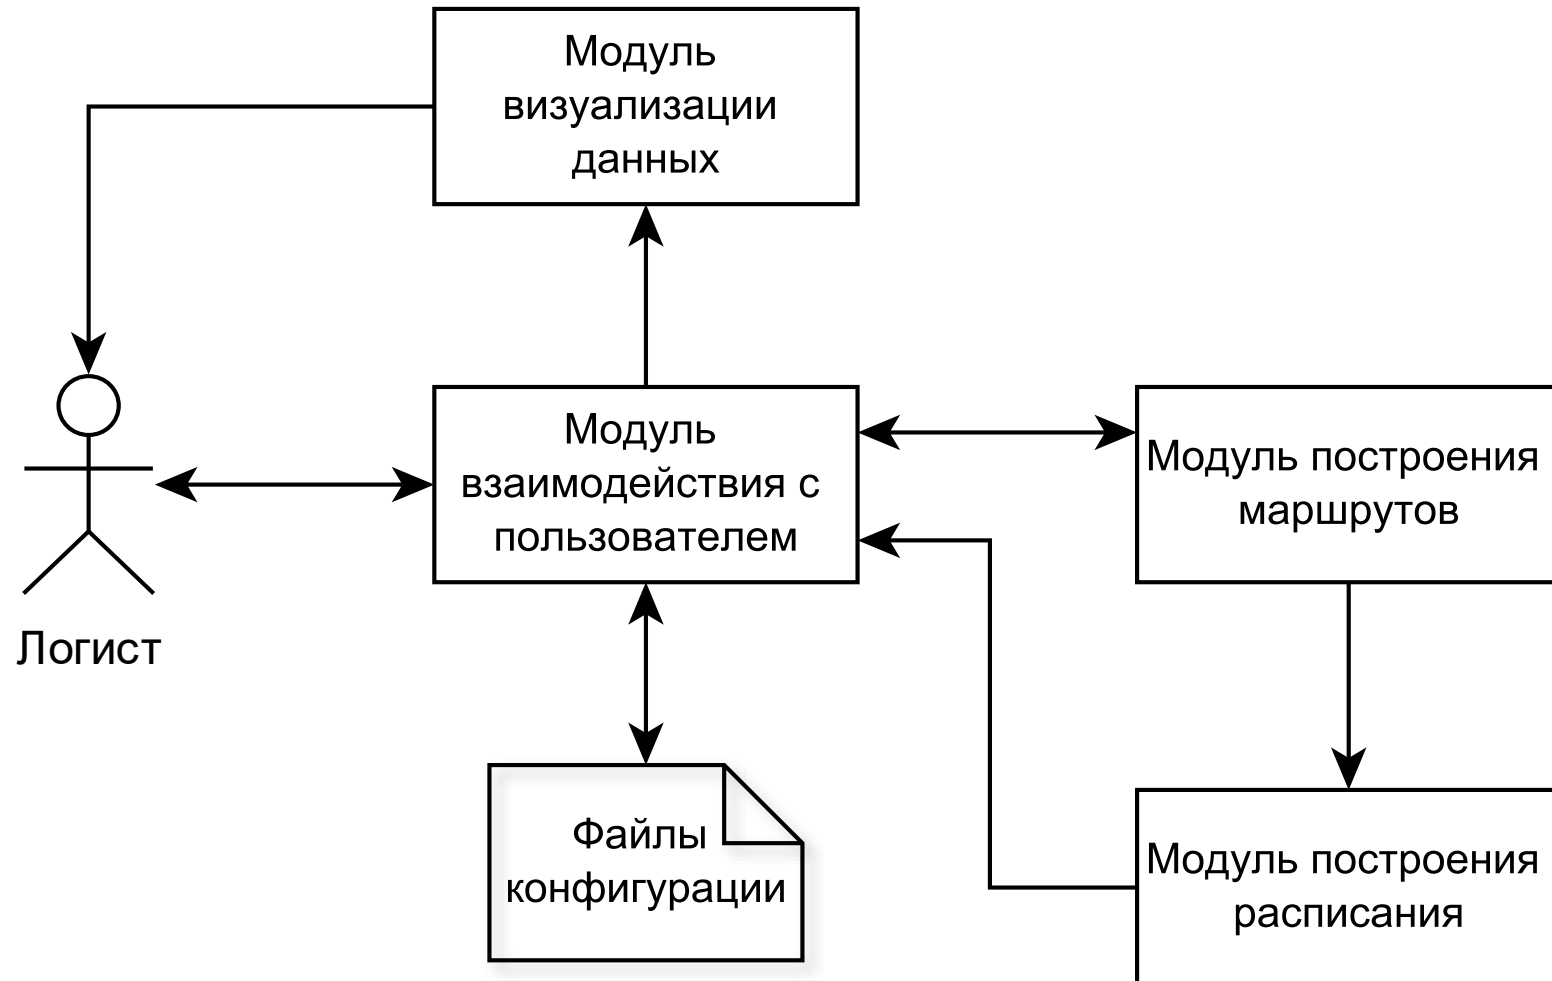 Модуль
визуализации
данных
Модуль
взаимодействия с
пользователем
Модуль построения
маршрутов
Логист
Файлы
конфигурации
Модуль построения
расписания